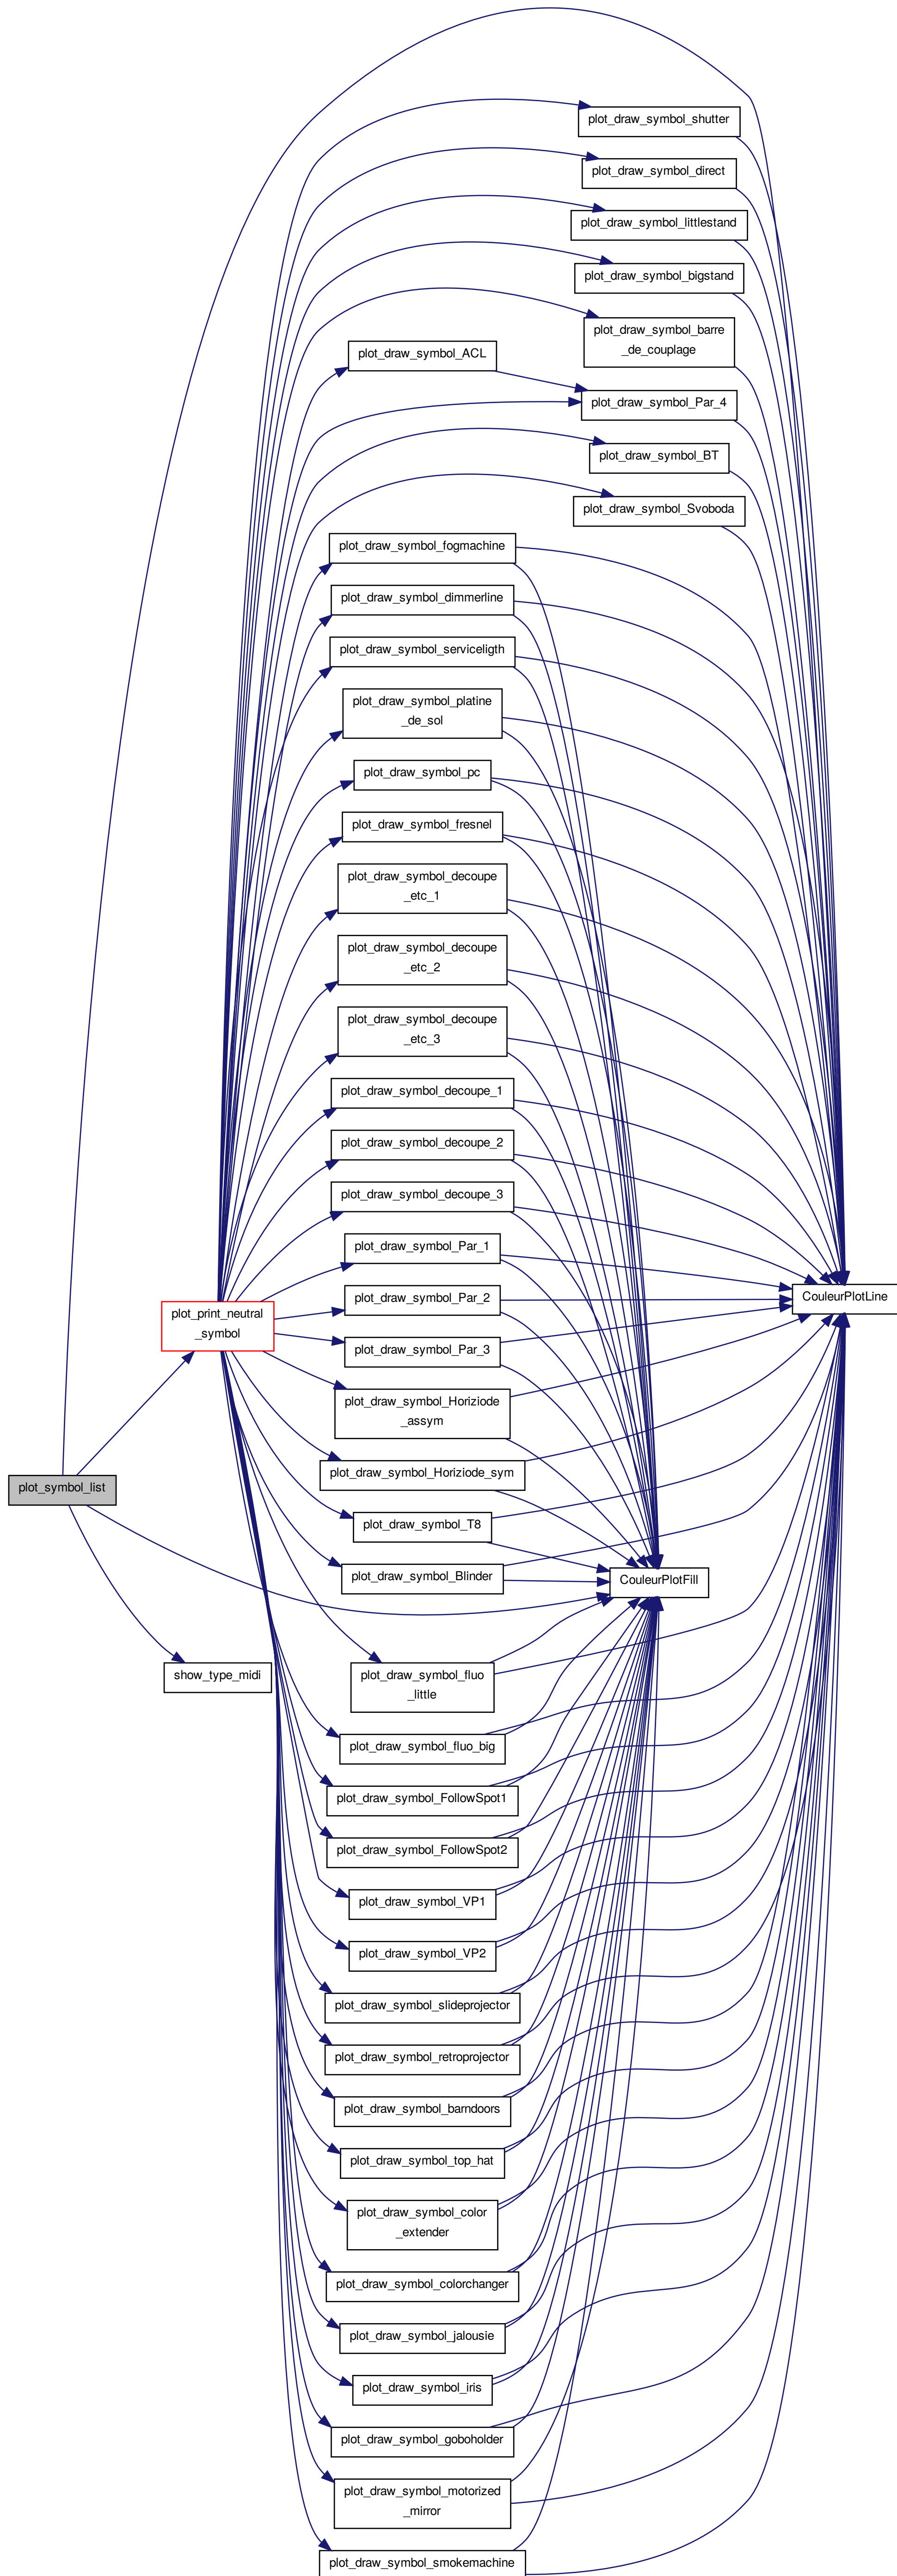 plot_draw_symbol_shutter
plot_draw_symbol_direct
plot_draw_symbol_littlestand
plot_draw_symbol_bigstand
plot_draw_symbol_barre
_de_couplage
plot_draw_symbol_ACL
plot_draw_symbol_Par_4
plot_draw_symbol_BT
plot_draw_symbol_Svoboda
plot_draw_symbol_fogmachine
plot_draw_symbol_dimmerline
plot_draw_symbol_serviceligth
plot_draw_symbol_platine
_de_sol
plot_draw_symbol_pc
plot_draw_symbol_fresnel
plot_draw_symbol_decoupe
_etc_1
plot_draw_symbol_decoupe
_etc_2
plot_draw_symbol_decoupe
_etc_3
plot_draw_symbol_decoupe_1
plot_draw_symbol_decoupe_2
plot_draw_symbol_decoupe_3
plot_draw_symbol_Par_1
plot_draw_symbol_Par_2
CouleurPlotLine
plot_print_neutral
_symbol
plot_draw_symbol_Par_3
plot_draw_symbol_Horiziode
_assym
plot_draw_symbol_Horiziode_sym
plot_symbol_list
plot_draw_symbol_T8
plot_draw_symbol_Blinder
CouleurPlotFill
show_type_midi
plot_draw_symbol_fluo
_little
plot_draw_symbol_fluo_big
plot_draw_symbol_FollowSpot1
plot_draw_symbol_FollowSpot2
plot_draw_symbol_VP1
plot_draw_symbol_VP2
plot_draw_symbol_slideprojector
plot_draw_symbol_retroprojector
plot_draw_symbol_barndoors
plot_draw_symbol_top_hat
plot_draw_symbol_color
_extender
plot_draw_symbol_colorchanger
plot_draw_symbol_jalousie
plot_draw_symbol_iris
plot_draw_symbol_goboholder
plot_draw_symbol_motorized
_mirror
plot_draw_symbol_smokemachine